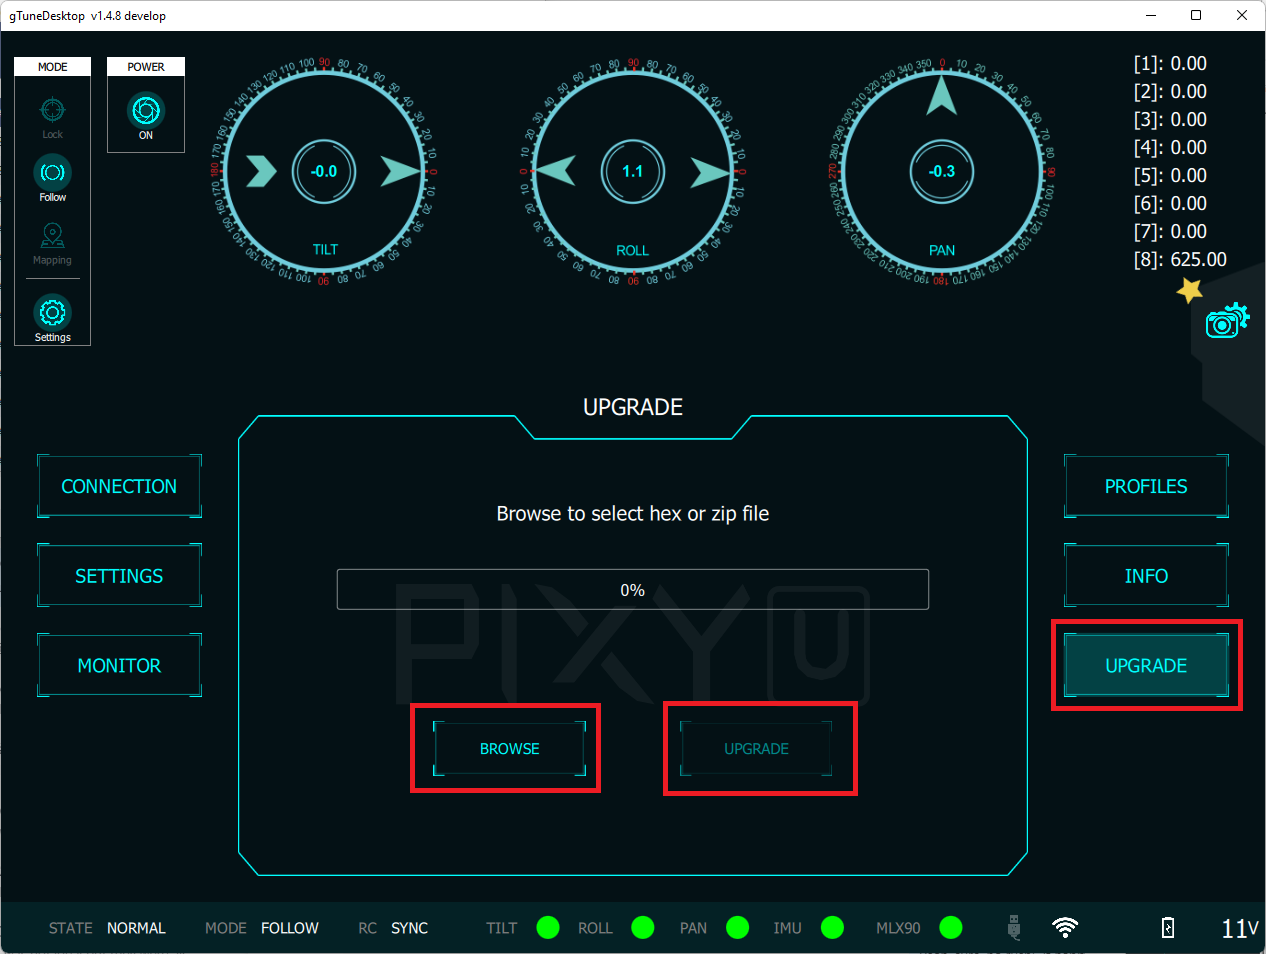 gTuneDesktop v1.4.8 develop
MODE
POWER
Lock
ON
Follow
Mapping
Settings
-0.0
TILT
1.1
ROLL
-0.3
PAN
[1]: 0.00
[2]: 0.00
[3]: 0.00
[4]: 0.00
[5]: 0.00
[6]: 0.00
[7]: 0.00
[8]: 625.00
UPGRADE
CONNECTION
SETTINGS
MONITOR
Browse to select hex or zip file
0%
PIXY U
BROWSE
UPGRADE
PROFILES
INFO
UPGRADE
STATE NORMAL MODE FOLLOW RC SYNC TILT ROLL PAN IMU MLX90 11V